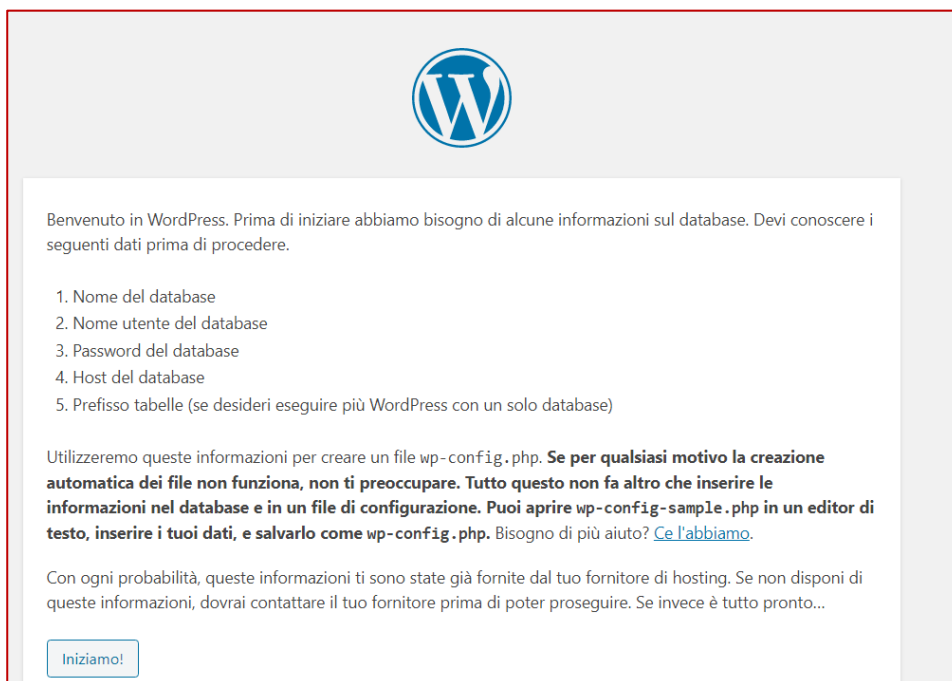 Benvenuto in WordPress. Prima di iniziare abbiamo bisogno di alcune informazioni sul database. Devi conoscere i
seguenti dati prima di procedere.
1. Nome del database
2. Nome utente del database
3. Password del database
4. Host del database
5. Prefisso tabelle (se desideri eseguire più WordPress con un solo database)
Utilizzeremo queste informazioni per creare un file wp-config.php. Se per qualsiasi motivo la creazione
automatica dei file non funziona, non ti preoccupare. Tutto questo non fa altro che inserire le
informazioni nel database e in un file di configurazione. Puoi aprire wp-config-sample.php in un editor di
testo, inserire i tuoi dati, e salvarlo come wp-config.php. Bisogno di più aiuto? Ce l'abbiamo.
Con ogni probabilità, queste informazioni ti sono state già fornite dal tuo fornitore di hosting. Se non disponi di
queste informazioni, dovrai contattare il tuo fornitore prima di poter proseguire. Se invece è tutto pronto...
Iniziamo!